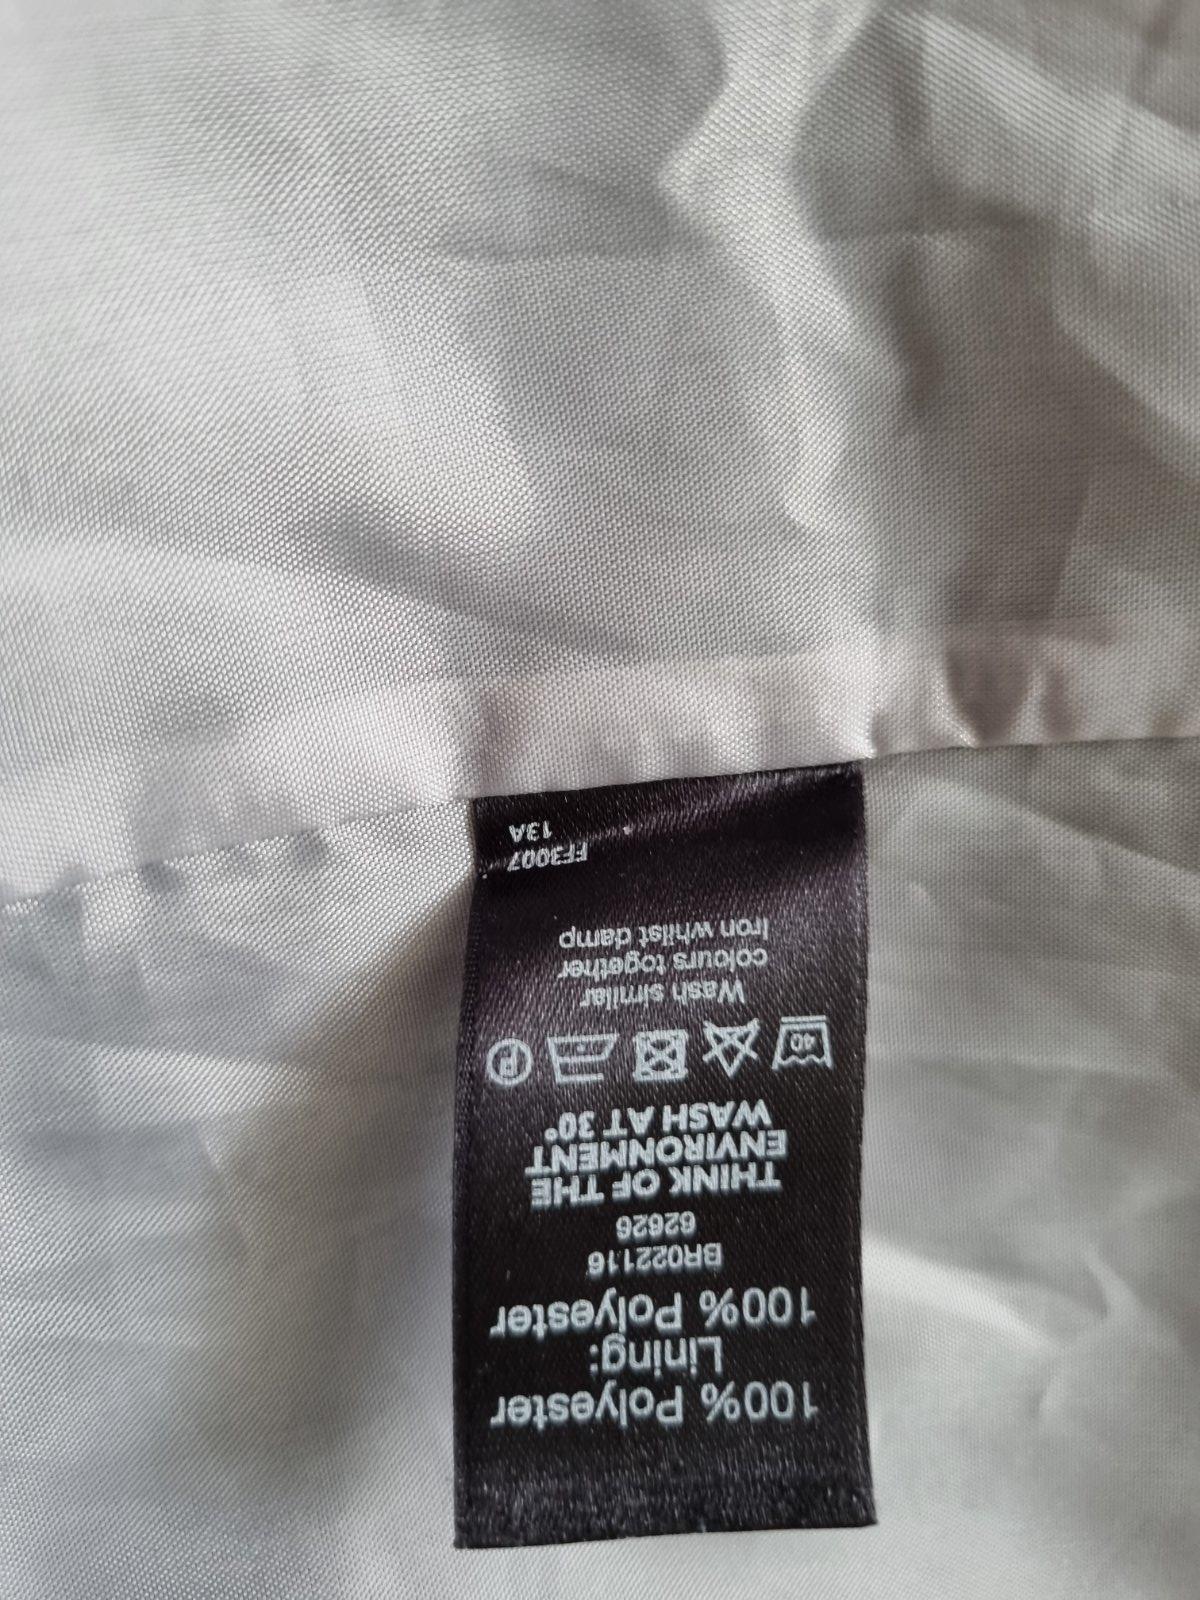 100% Polyester
Lining:
100% Polyester
BR022116
62626
THINK OF THE
ENVIRONMENT
WASH AT 30°
40 P
Wash similar
colours together
Iron whilst damp
FF3007
13A